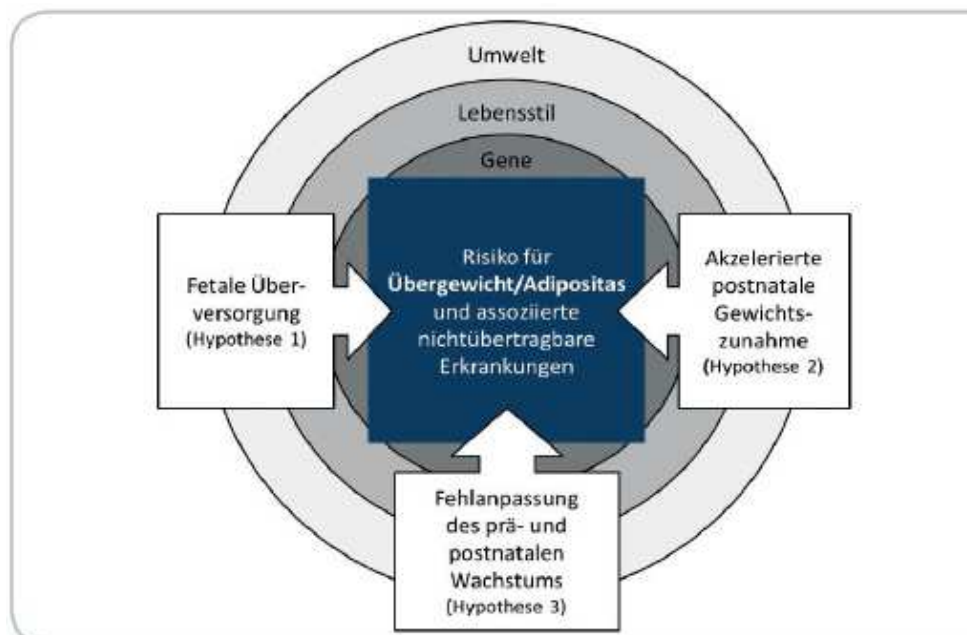 Umwelt
Lebensstil
Gene
Fetale Über-
versorgung
(Hypothese 1)
Risiko für
Übergewicht/Adipositas
und assoziierte
nichtübertragbare
Erkrankungen
Akzelerierte
postnatale
Gewichts-
zunahme
(Hypothese 2)
Fehlanpassung
des prä- und
postnatalen
Wachstums
(Hypothese 3)